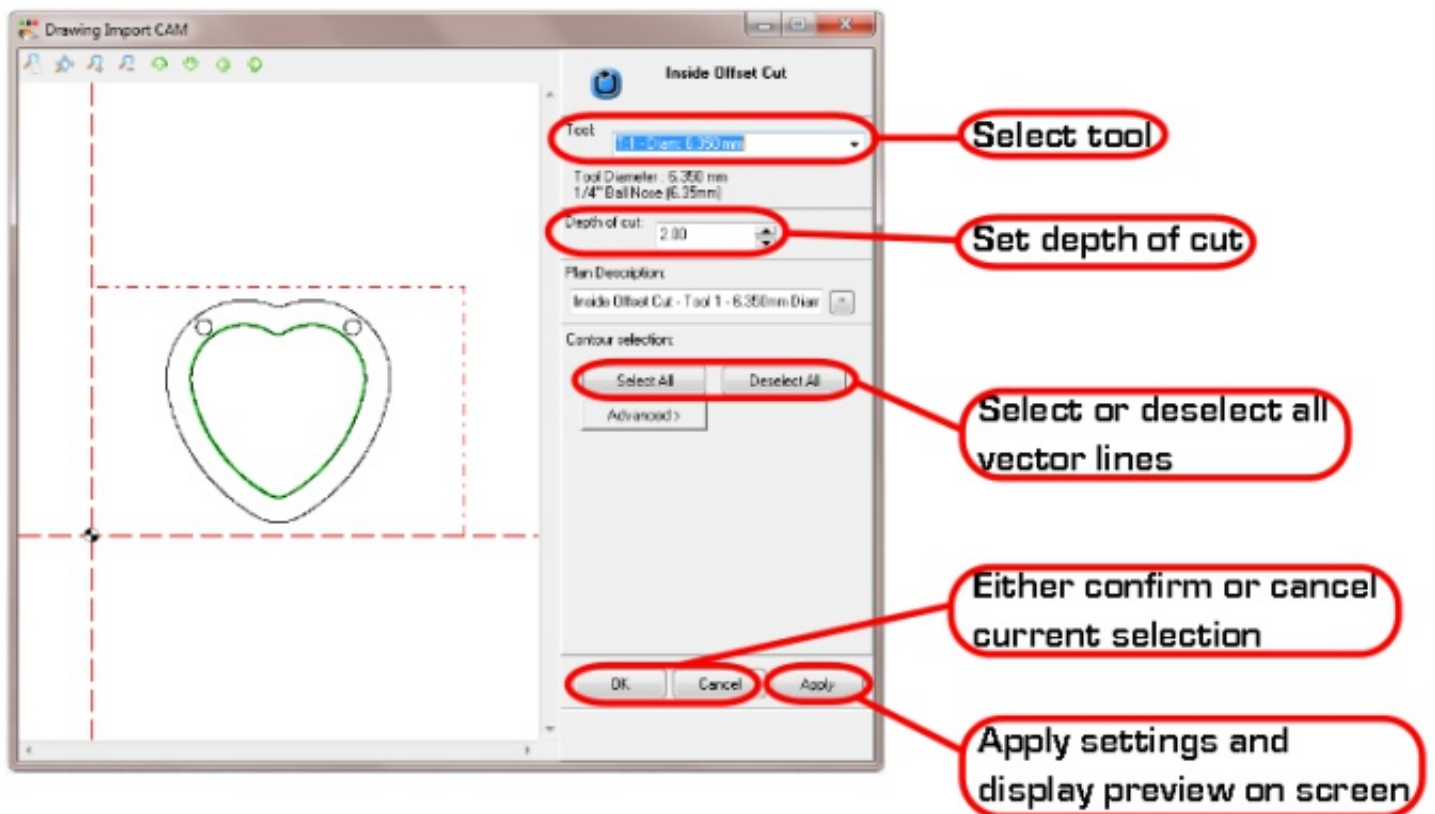 Drawing Import CAM
Inside Offset Cut
Tool:
T:1 - Diam: 6.350 mm
Select tool
Tool Diameter : 6.350 mm
1/4" Ball Nose (6.35mm)
Depth of cut:
2.00
Set depth of cut
Plan Description:
Inside Offset Cut - Tool 1 - 6.350mm Diam
Contour selection:
Select All
Deselect All
Advanced >
Select or deselect all
vector lines
Either confirm or cancel
current selection
OK
Cancel
Apply
Apply settings and
display preview on screen